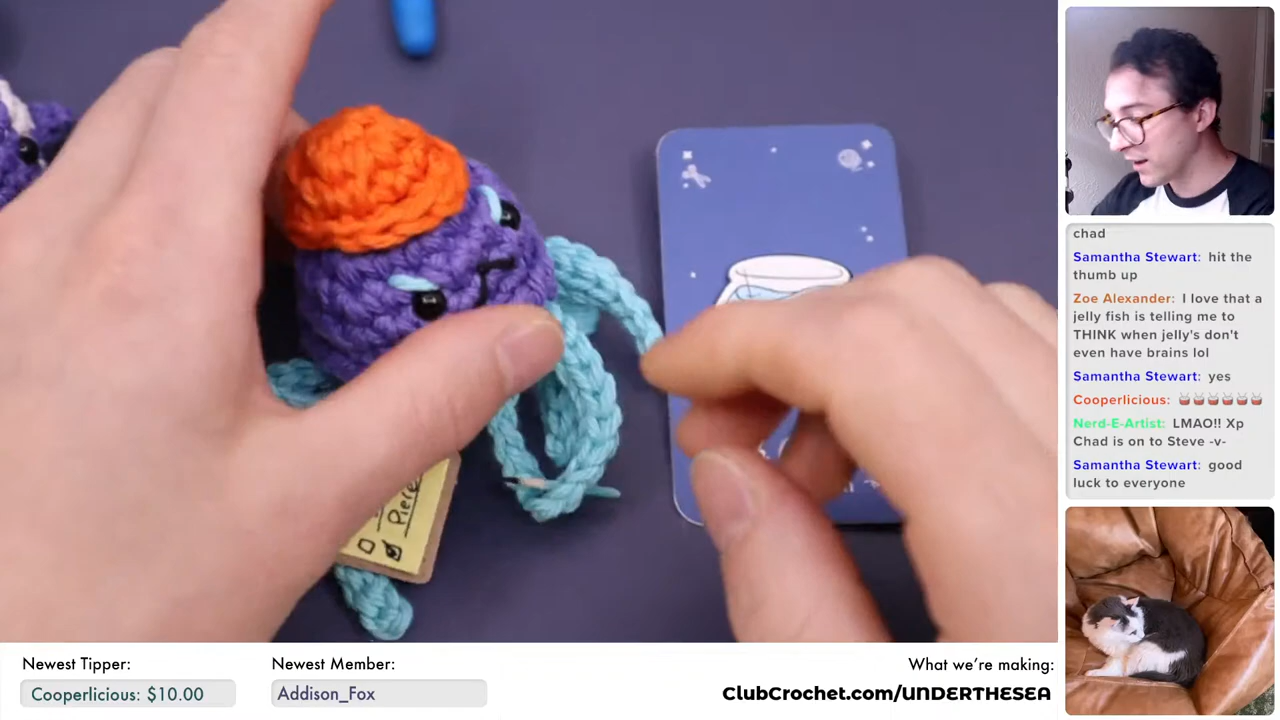 Piere
chad
Samantha Stewart: hit the
thumb up
Zoe Alexander: I love that a
jelly fish is telling me to
THINK when jelly's don't
even have brains lol
Samantha Stewart: yes
Cooperlicious: 🥁🥁🥁🥁🥁🥁
Nerd-E-Artist: LMAO!! Xp
Chad is on to Steve -v-
Samantha Stewart: good
luck to everyone
Newest Tipper:
Cooperlicious: $10.00
Newest Member:
Addison_Fox
What we're making:
ClubCrochet.com/UNDERTHESEA